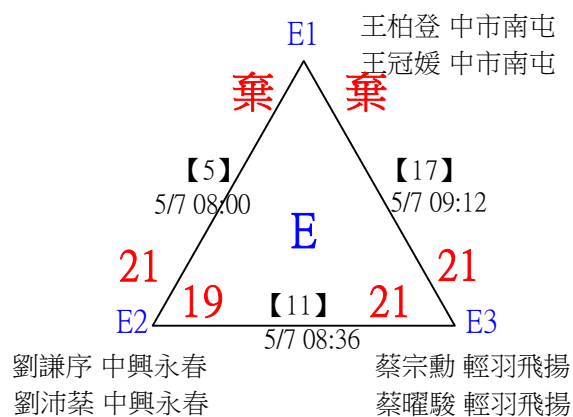 E1
王柏登 中市南屯
王冠媛 中市南屯
棄 棄
【5】
5/7 08:00
【17】
5/7 09:12
E
21
21
19
【11】
21
E2
5/7 08:36
E3
劉謙序 中興永春
劉沛棻 中興永春
蔡宗勳 輕羽飛揚
蔡曜駿 輕羽飛揚